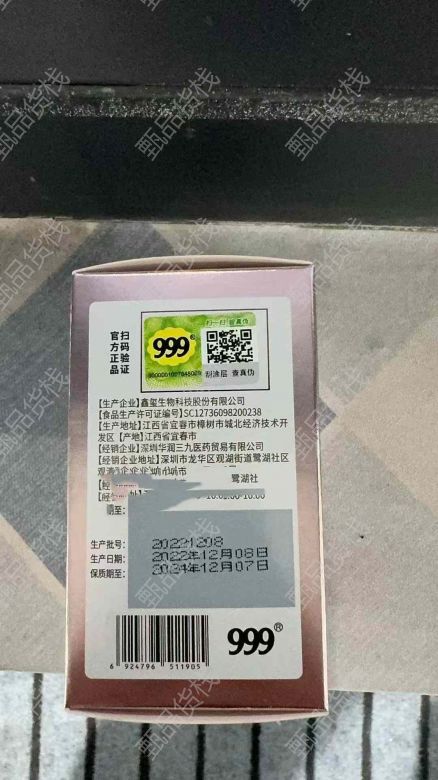 官方正品
扫码验证
扫一扫 查真伪
999®
刮涂层 查真伪
【生产企业】鑫玺生物科技股份有限公司
【食品生产许可证编号】SC12736098200238
【生产地址】江西省宜春市樟树市城北经济技术开
发区【产地】江西省宜春市
【经销企业】深圳华润三九医药贸易有限公司
【经销企业地址】深圳市龙华区观湖街道鹭湖社区
鹭湖社
生产批号： 20221208
生产日期： 2022年12月08日
保质期至： 2024年12月07日
6 924796 511905
999®
甄品货栈